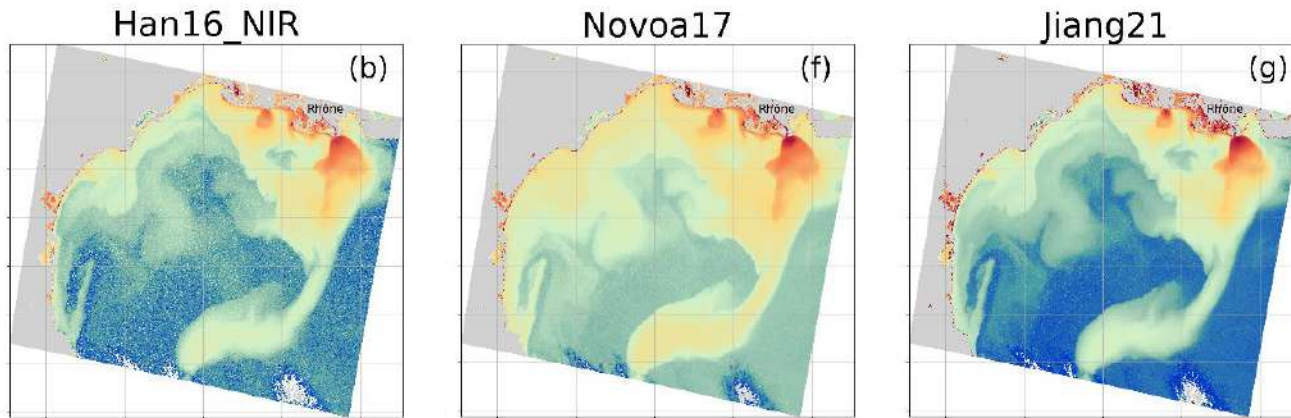 Han16_NIR
Novoa17
Jiang21
(b)
(f)
(g)
Rhône
Rhône
Rhône